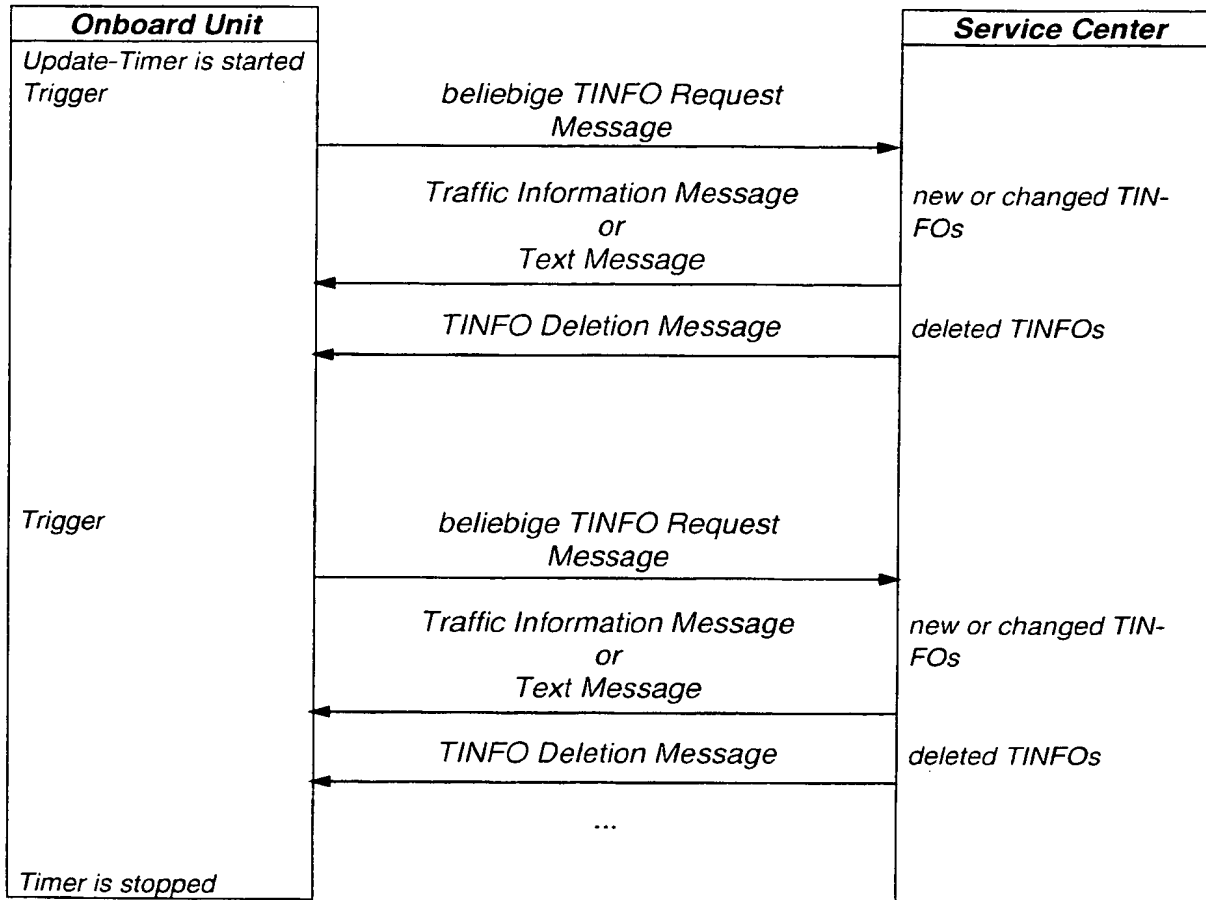 Onboard Unit
Service Center
Update-Timer is started
Trigger
beliebige TINFO Request
Message
Traffic Information Message
or
Text Message
new or changed TIN-
FOs
TINFO Deletion Message
deleted TINFOs
Trigger
beliebige TINFO Request
Message
Traffic Information Message
or
Text Message
new or changed TIN-
FOs
TINFO Deletion Message
deleted TINFOs
...
Timer is stopped